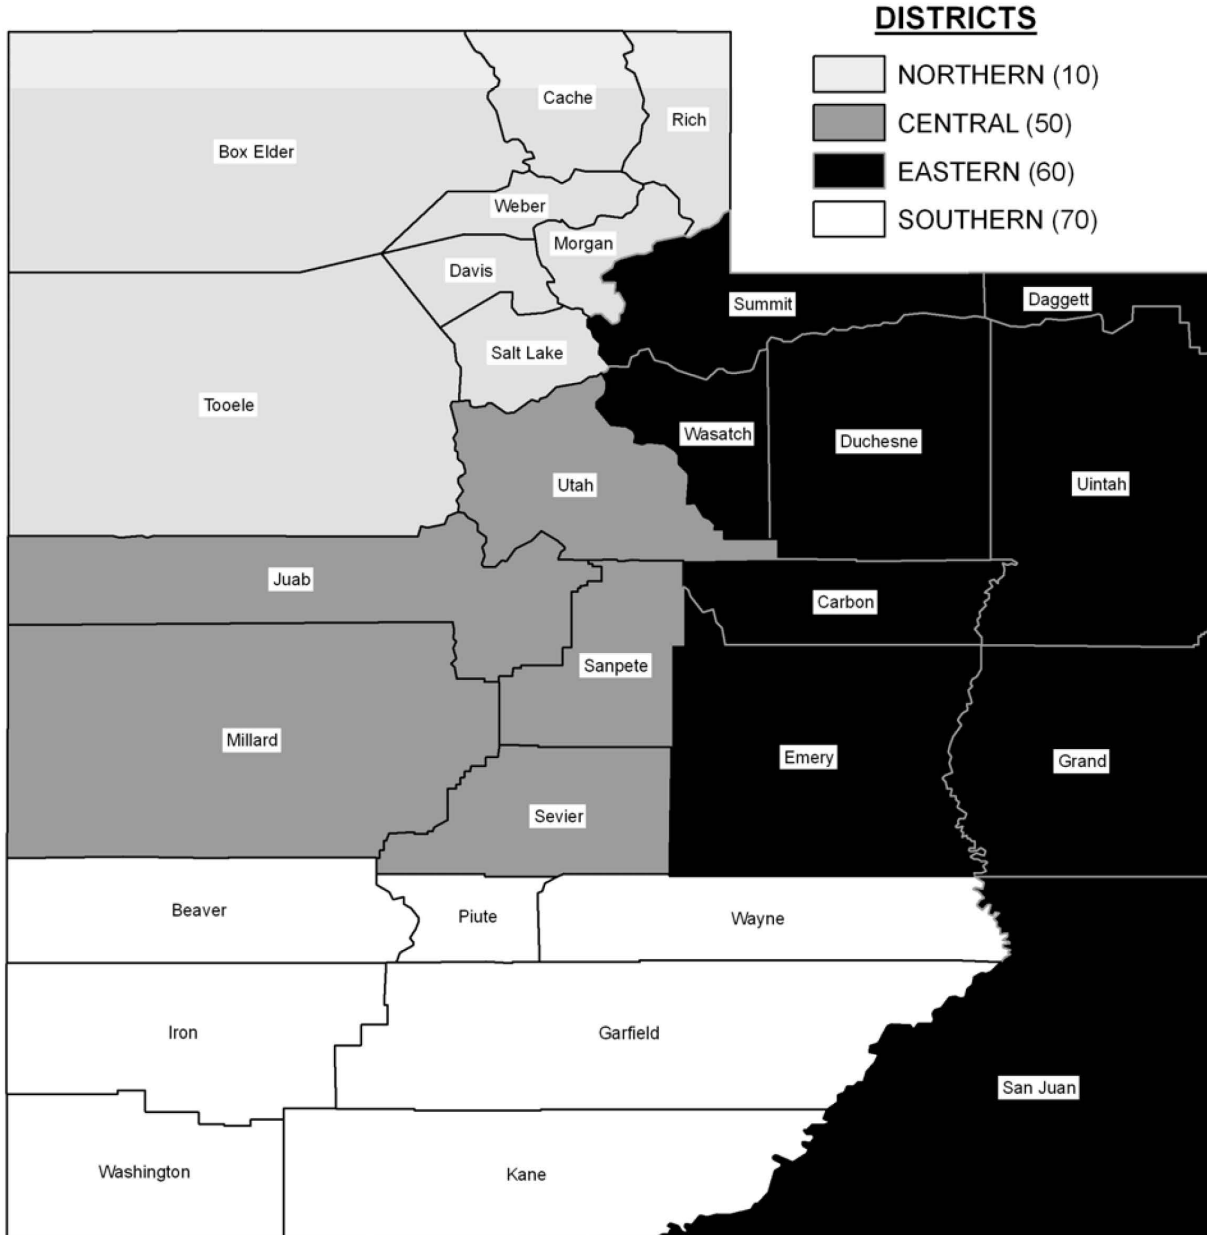 DISTRICTS
NORTHERN (10)
CENTRAL (50)
EASTERN (60)
SOUTHERN (70)
Cache
Rich
Box Elder
Weber
Morgan
Davis
Summit
Daggett
Salt Lake
Tooele
Wasatch
Duchesne
Utah
Uintah
Juab
Carbon
Sanpete
Millard
Emery
Grand
Sevier
Beaver
Piute
Wayne
Iron
Garfield
San Juan
Washington
Kane